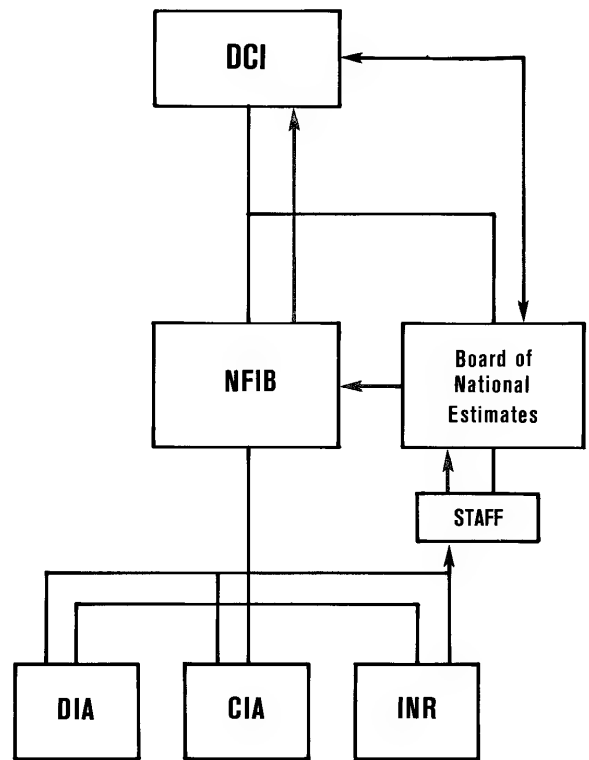 DCI
NFIB
Board of
National
Estimates
STAFF
DIA
CIA
INR